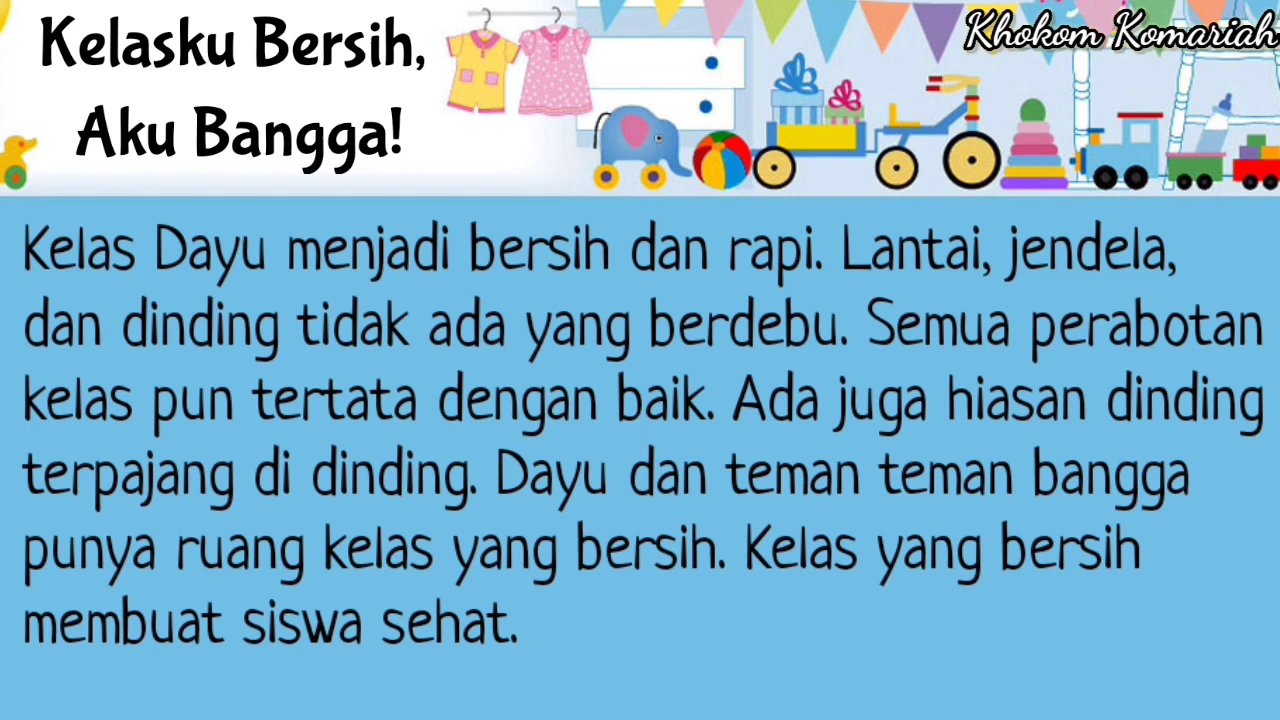 Kelasku Bersih,
Aku Bangga!
Khokom Komariah
Kelas Dayu menjadi bersih dan rapi. Lantai, jendela,
dan dinding tidak ada yang berdebu. Semua perabotan
kelas pun tertata dengan baik. Ada juga hiasan dinding
terpajang di dinding. Dayu dan teman teman bangga
punya ruang kelas yang bersih. Kelas yang bersih
membuat siswa sehat.